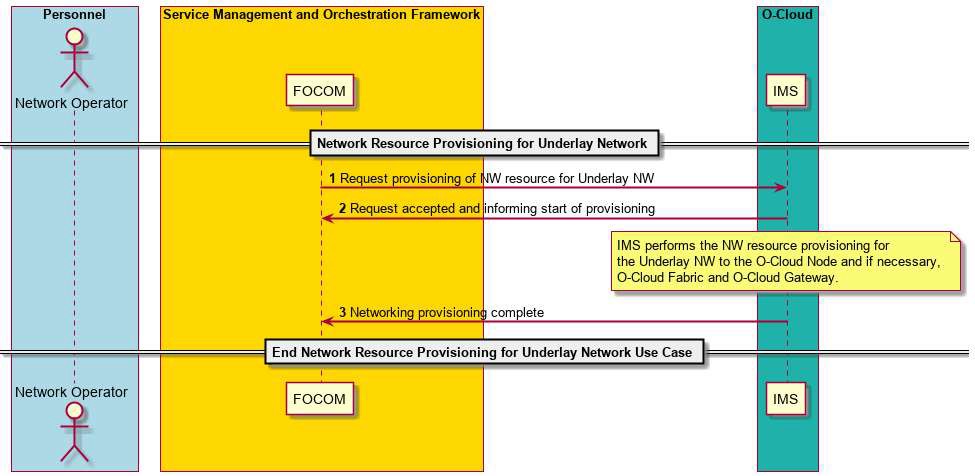 Personnel
Service Management and Orchestration Framework
O-Cloud
Network Operator
FOCOM
IMS
Network Resource Provisioning for Underlay Network
1 Request provisioning of NW resource for Underlay NW
2 Request accepted and informing start of provisioning
IMS performs the NW resource provisioning for
the Underlay NW to the O-Cloud Node and if necessary,
O-Cloud Fabric and O-Cloud Gateway.
3 Networking provisioning complete
End Network Resource Provisioning for Underlay Network Use Case
Network Operator
FOCOM
IMS